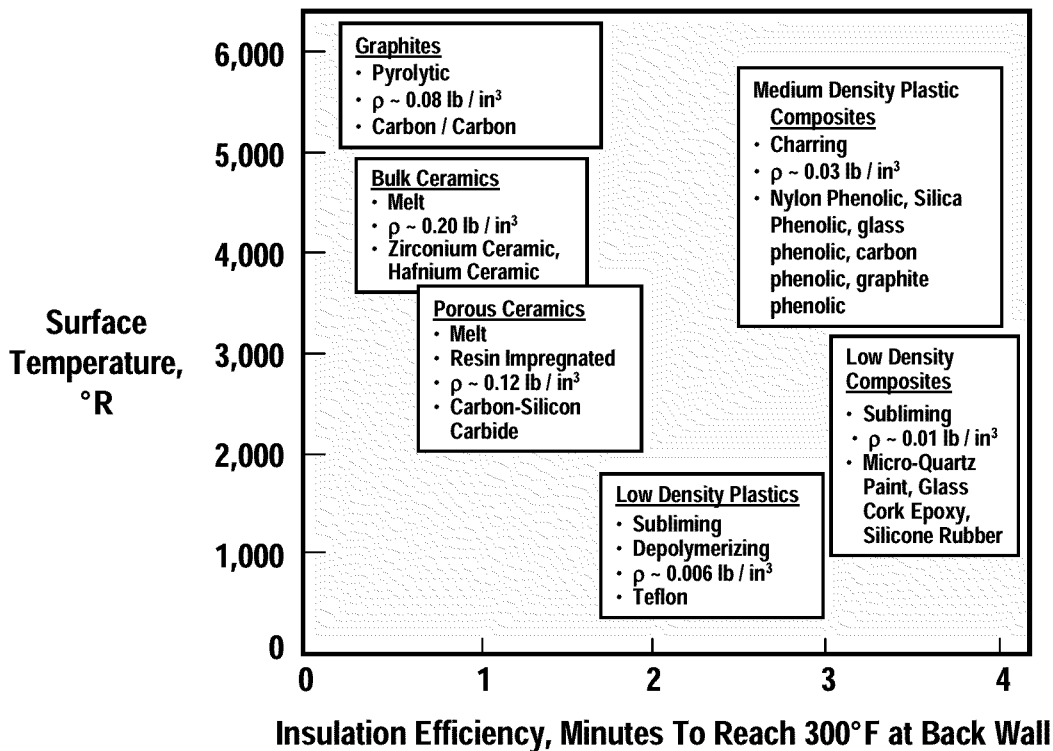 6,000
5,000
4,000
3,000
2,000
1,000
0
Surface
Temperature,
°R
Graphites
• Pyrolytic
• ρ ~ 0.08 lb / in³
• Carbon / Carbon
Bulk Ceramics
• Melt
• ρ ~ 0.20 lb / in³
• Zirconium Ceramic,
Hafnium Ceramic
Porous Ceramics
• Melt
• Resin Impregnated
• ρ ~ 0.12 lb / in³
• Carbon-Silicon
Carbide
Medium Density Plastic
Composites
• Charring
• ρ ~ 0.03 lb / in³
• Nylon Phenolic, Silica
Phenolic, glass
phenolic, carbon
phenolic, graphite
phenolic
Low Density
Composites
• Subliming
• ρ ~ 0.01 lb / in³
• Micro-Quartz
Paint, Glass
Cork Epoxy,
Silicone Rubber
Low Density Plastics
• Subliming
• Depolymerizing
• ρ ~ 0.006 lb / in³
• Teflon
0 1 2 3 4
Insulation Efficiency, Minutes To Reach 300°F at Back Wall